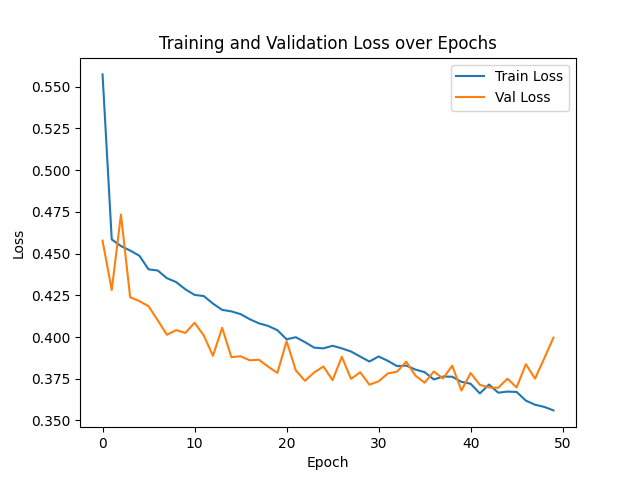 Training and Validation Loss over Epochs
Train Loss
Val Loss
0.550
0.525
0.500
0.475
0.450
0.425
0.400
0.375
0.350
Loss
0 10 20 30 40 50
Epoch